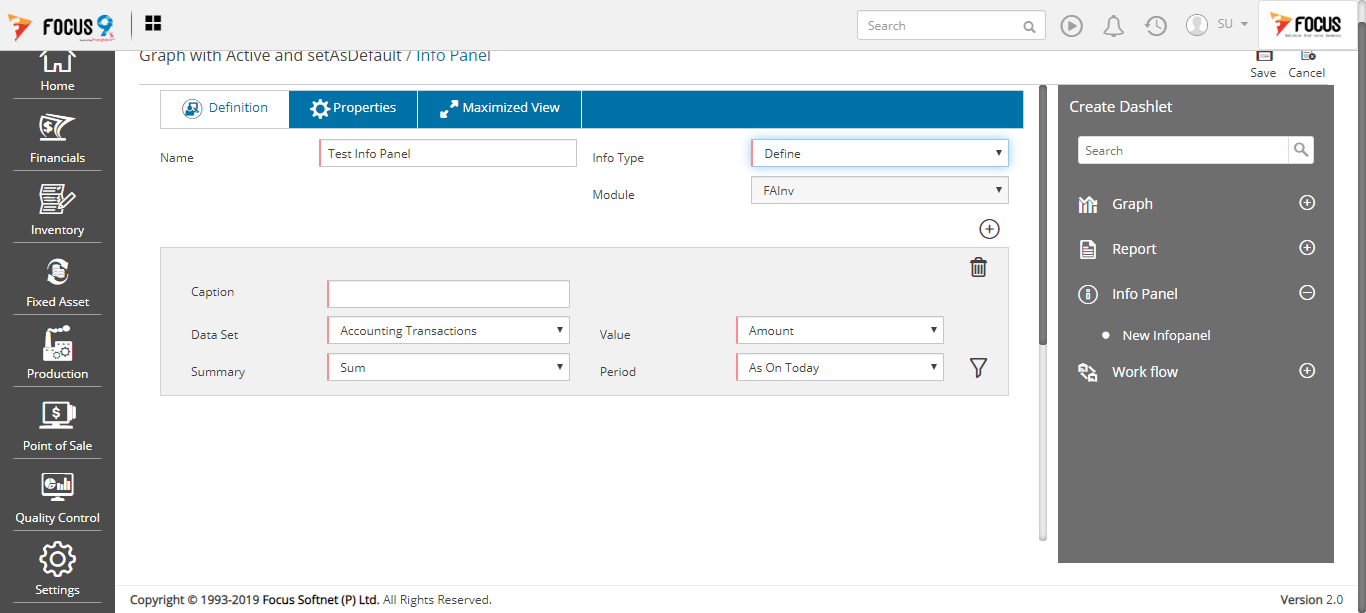 FOCUS 9
Search
SU
FOCUS
Graph with Active and setAsDefault / Info Panel
Save
Cancel
Home
Financials
Inventory
Fixed Asset
Production
Point of Sale
Quality Control
Settings
Definition
Properties
Maximized View
Name
Test Info Panel
Info Type
Define
Module
FAInv
Caption
Data Set
Accounting Transactions
Value
Amount
Summary
Sum
Period
As On Today
Create Dashlet
Search
Graph
Report
Info Panel
New Infopanel
Work flow
Copyright © 1993-2019 Focus Softnet (P) Ltd. All Rights Reserved.
Version 2.0